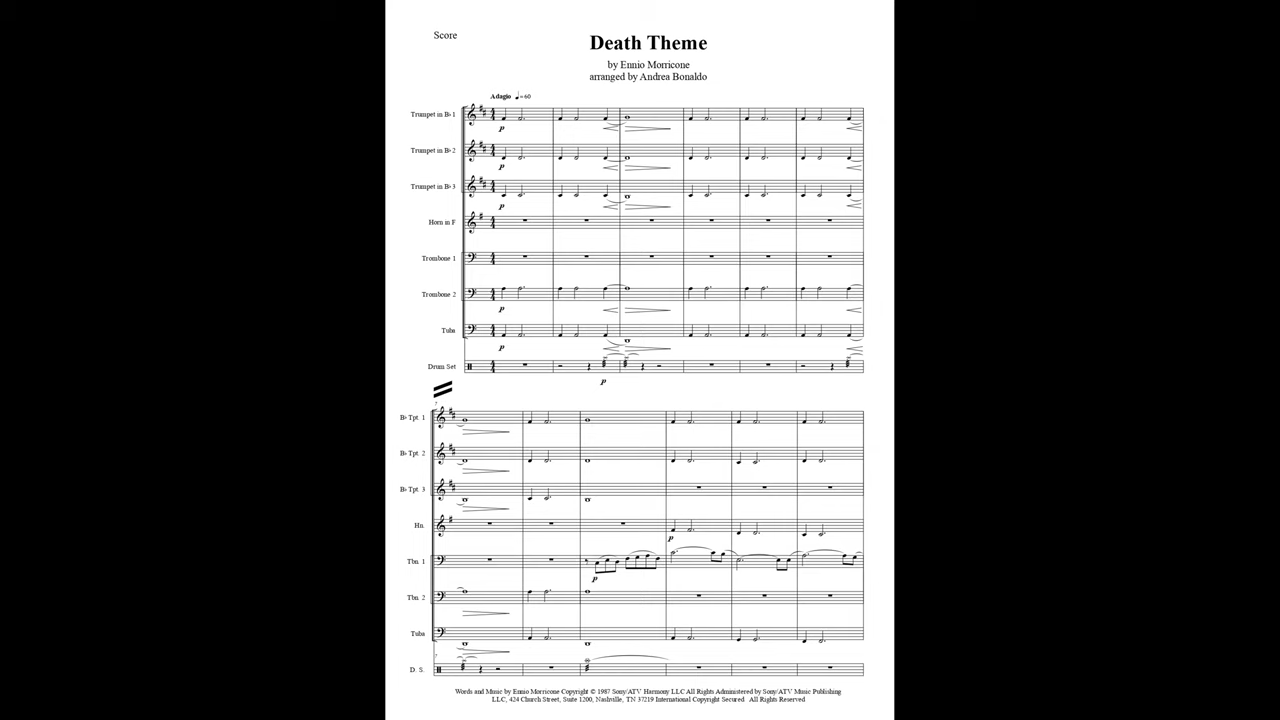 Score
Death Theme
by Ennio Morricone
arranged by Andrea Bonaldo
Adagio ♩=60
Trumpet in B♭ 1
p
Trumpet in B♭ 2
p
Trumpet in B♭ 3
p
Horn in F
Trombone 1
Trombone 2
p
Tuba
p
Drum Set
p
7
B♭ Tpt. 1
B♭ Tpt. 2
B♭ Tpt. 3
Hn.
p
Tbn. 1
p
Tbn. 2
Tuba
7
D. S.
Words and Music by Ennio Morricone Copyright © 1987 Sony/ATV Harmony LLC All Rights Administered by Sony/ATV Music Publishing
LLC, 424 Church Street, Suite 1200, Nashville, TN 37219 International Copyright Secured All Rights Reserved